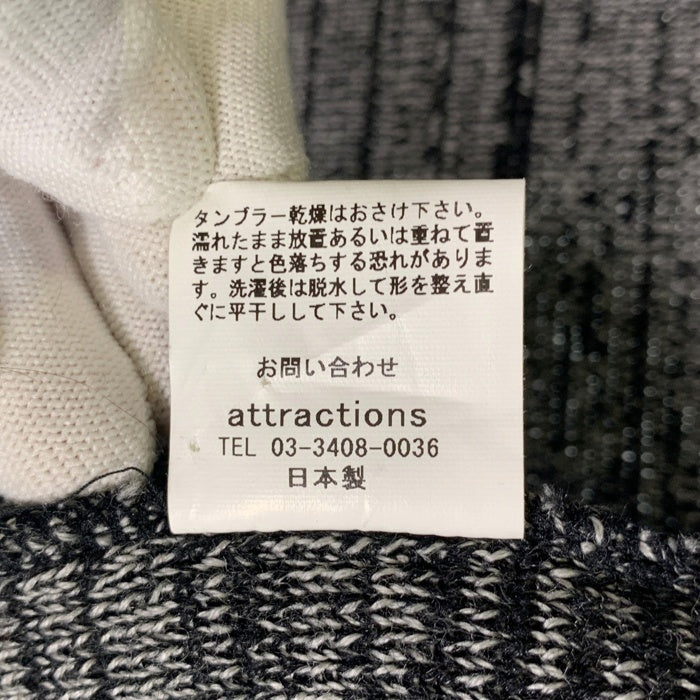 タンブラー乾燥はおさけ下さい。
濡れたまま放置あるいは重ねて置
きますと色落ちする恐れがありま
す。洗濯後は脱水して形を整え直
ぐに平干しして下さい。
お問い合わせ
attractions
TEL 03-3408-0036
日本製